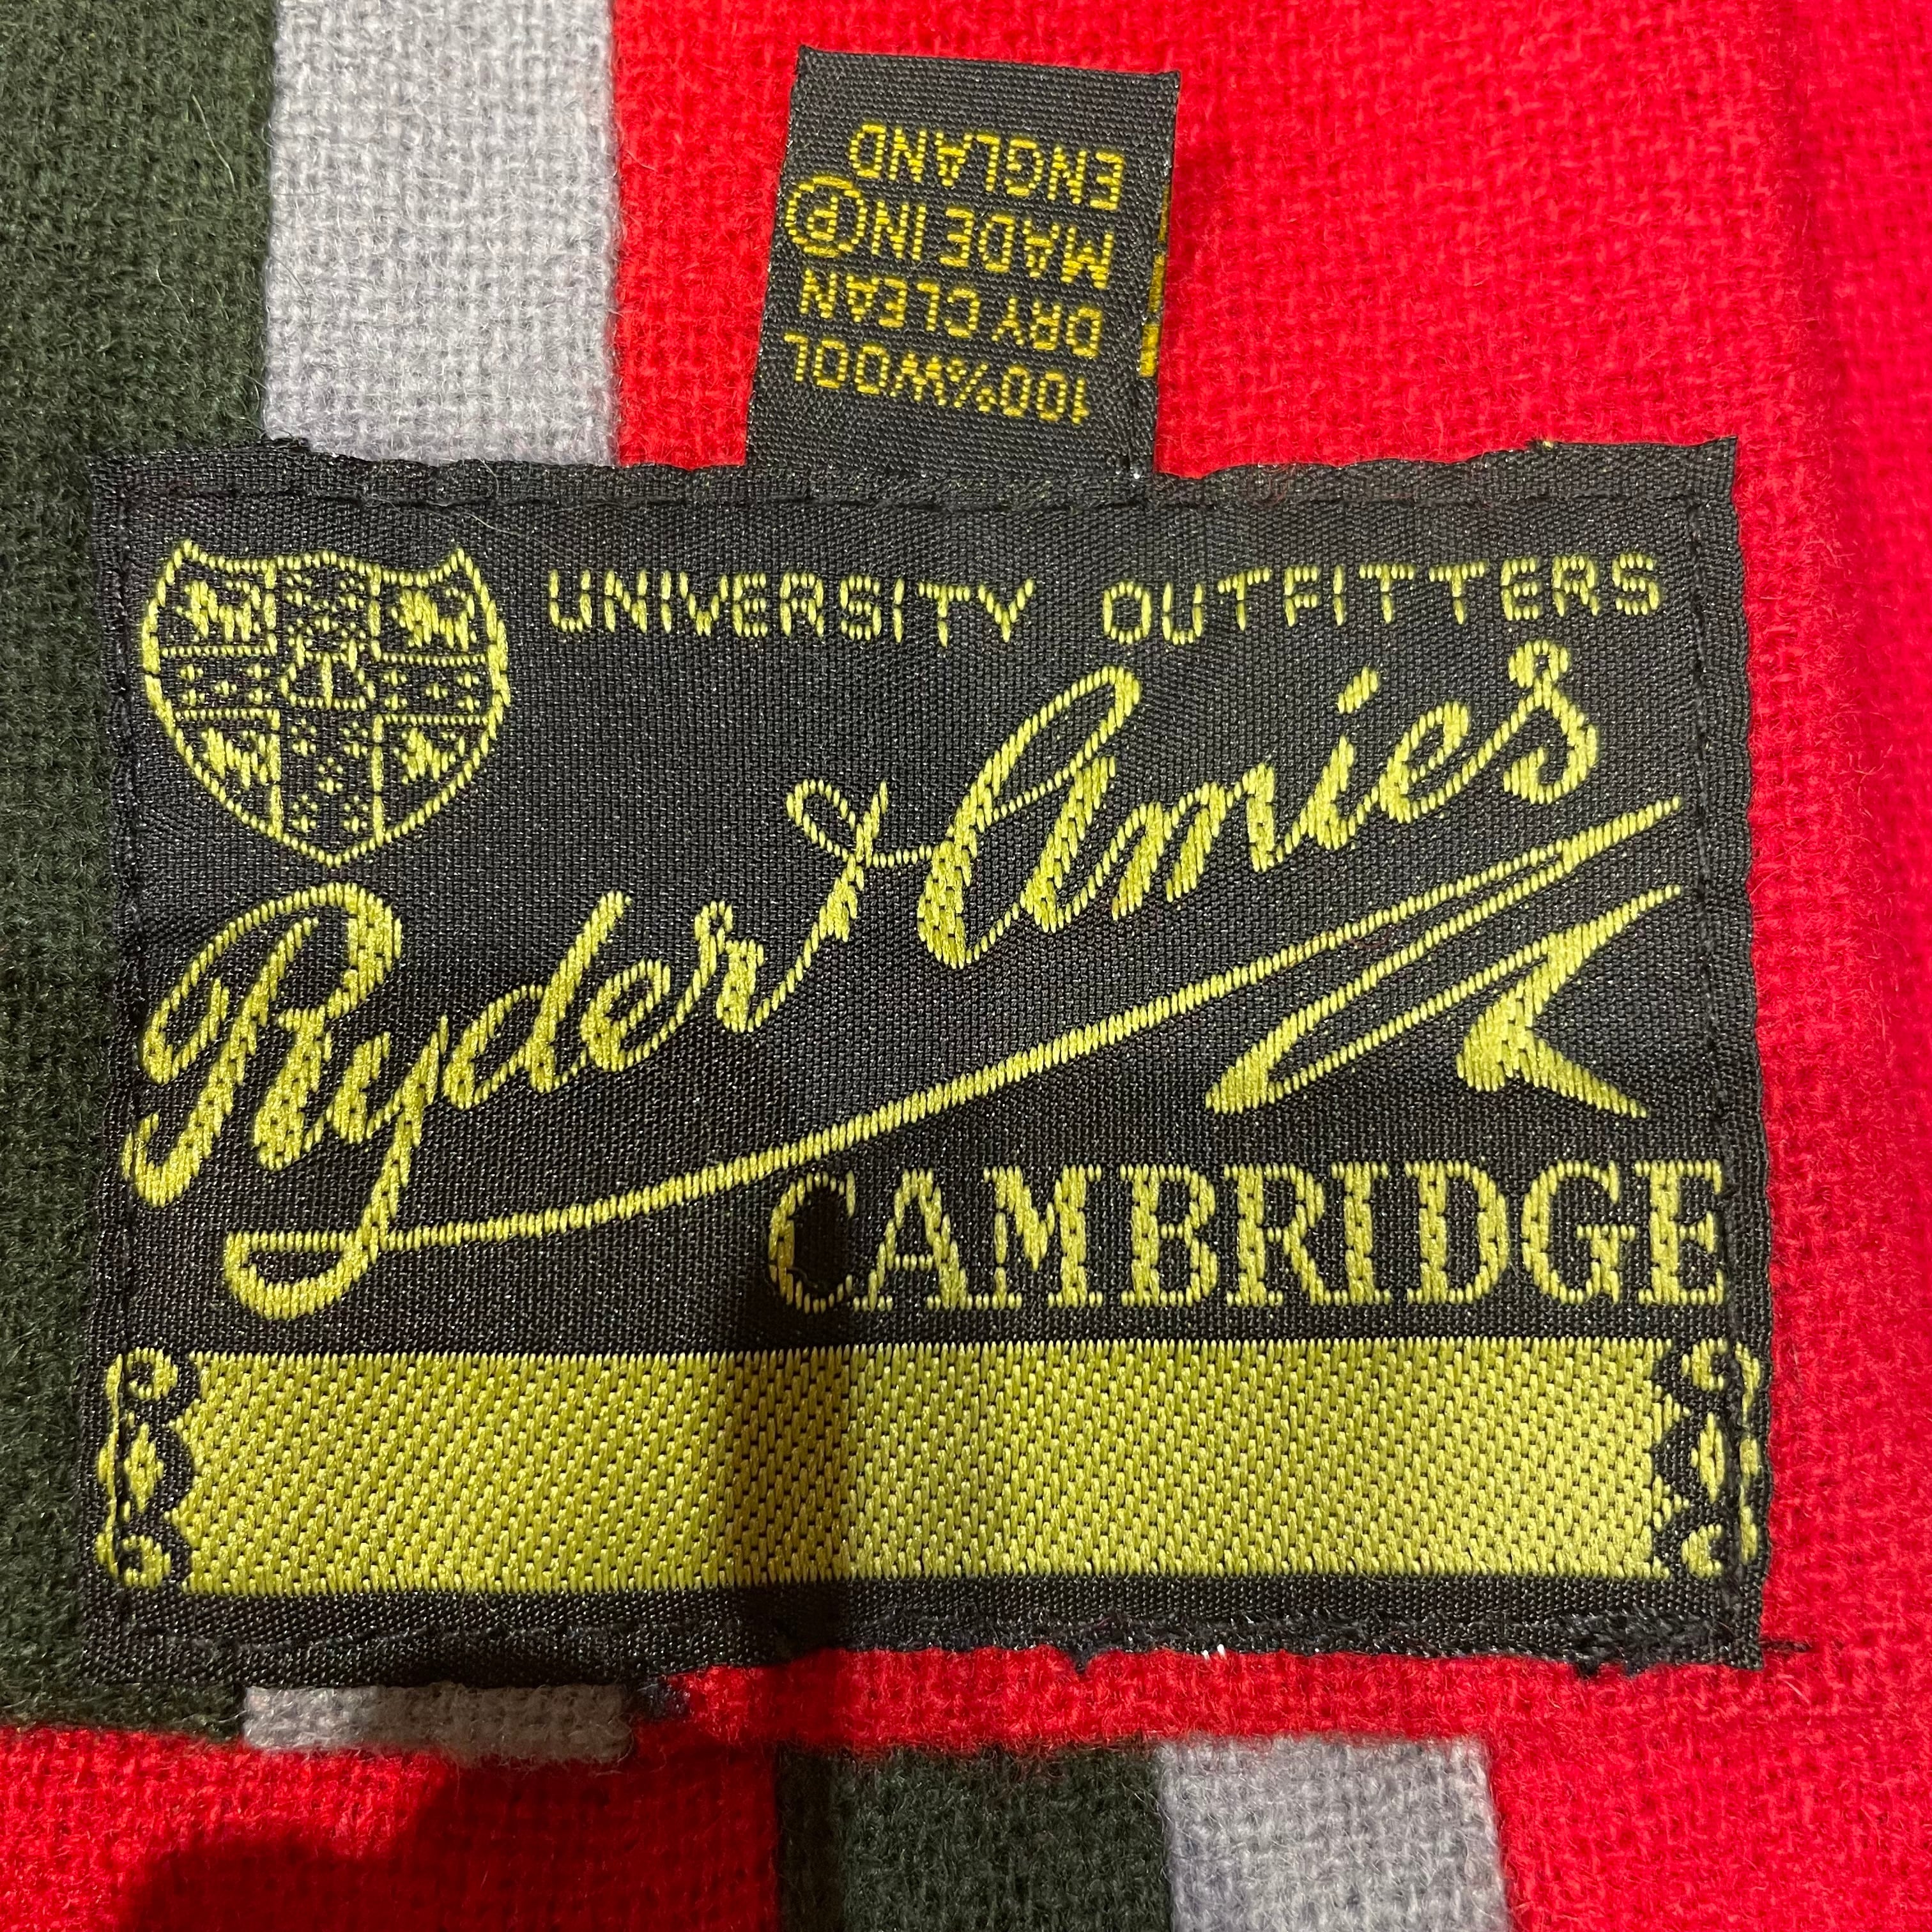 100% WOOL
DRY CLEAN
MADE IN Ⓟ
ENGLAND
UNIVERSITY OUTFITTERS
Ryder & Amies
CAMBRIDGE